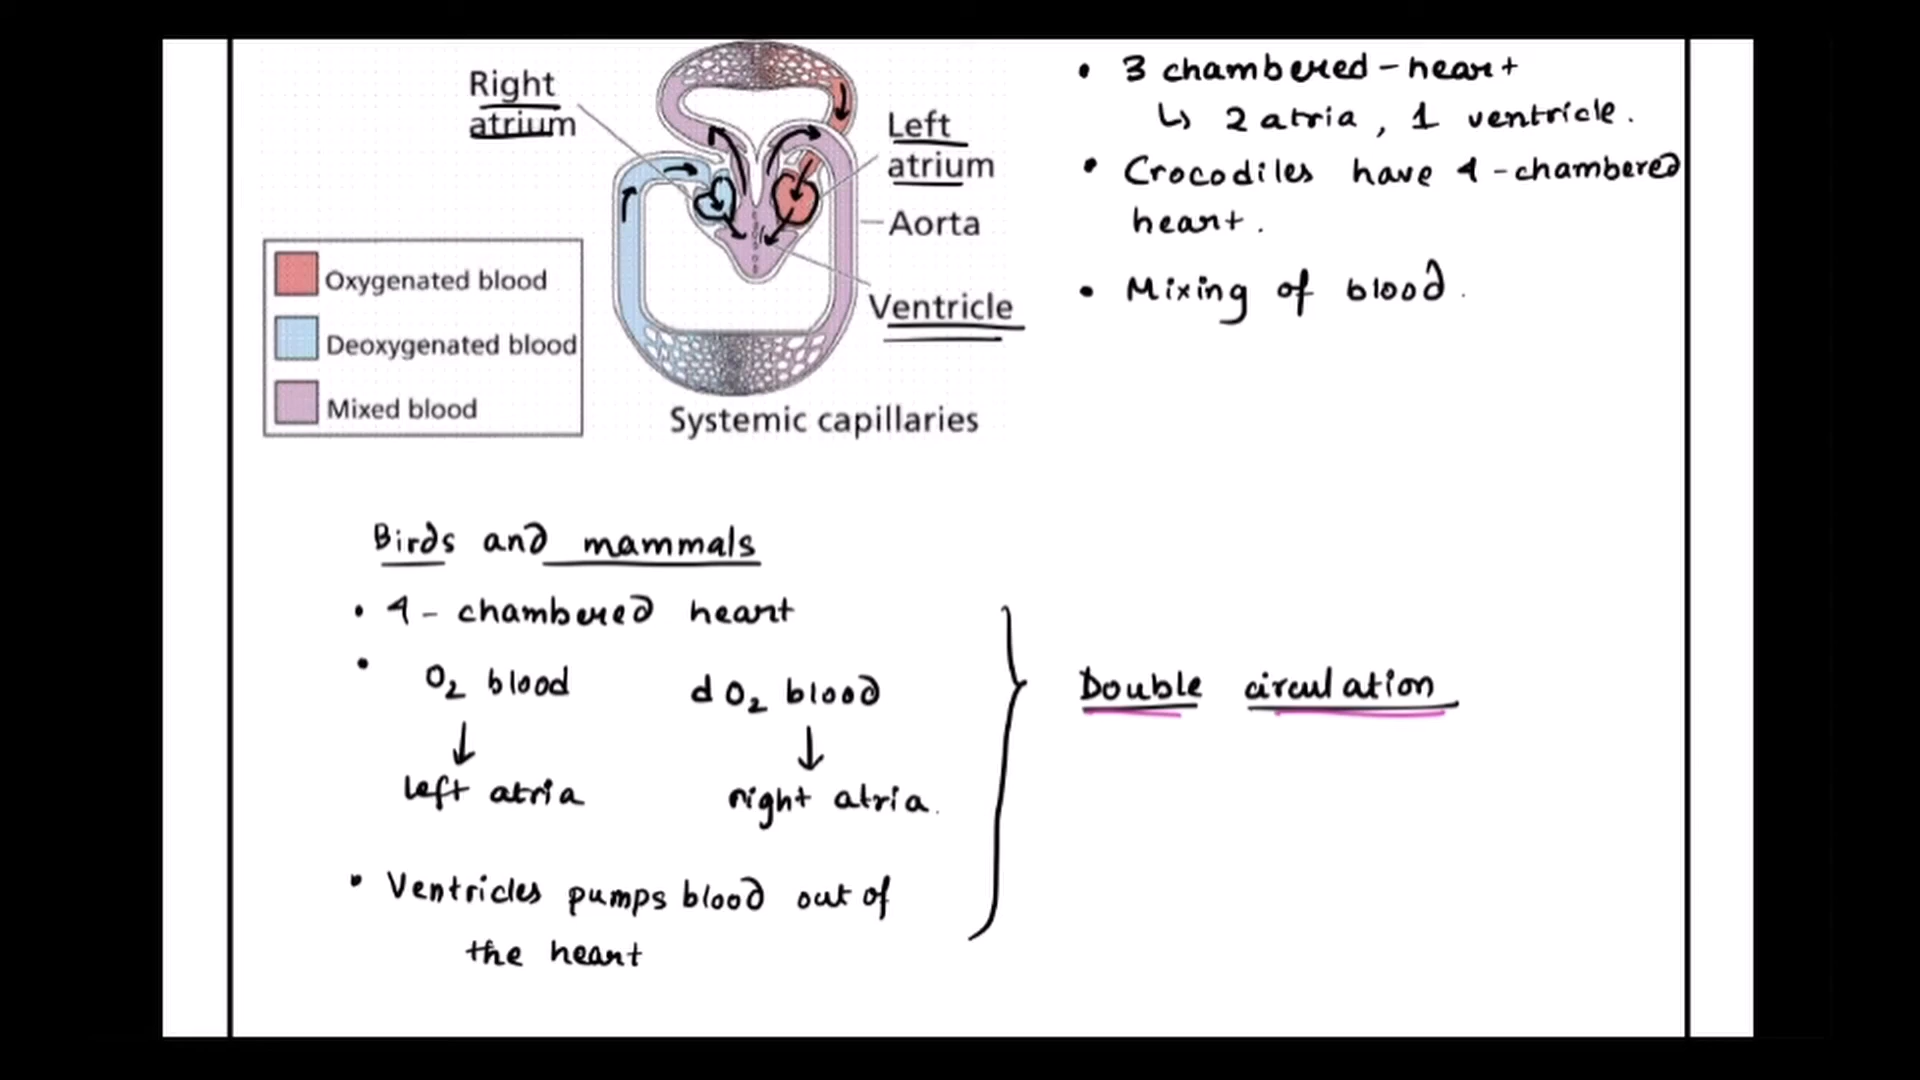 Right
atrium
Left
atrium
Aorta
Ventricle
Oxygenated blood
Deoxygenated blood
Mixed blood
Systemic capillaries
• 3 chambered - heart
↳ 2 atria, 1 ventricle.
• Crocodiles have 4 - chambered
heart.
• Mixing of blood.
Birds and mammals
• 4 - chambered heart
• O₂ blood d O₂ blood
↓ ↓
left atria right atria.
• Ventricles pumps blood out of
the heart
Double circulation